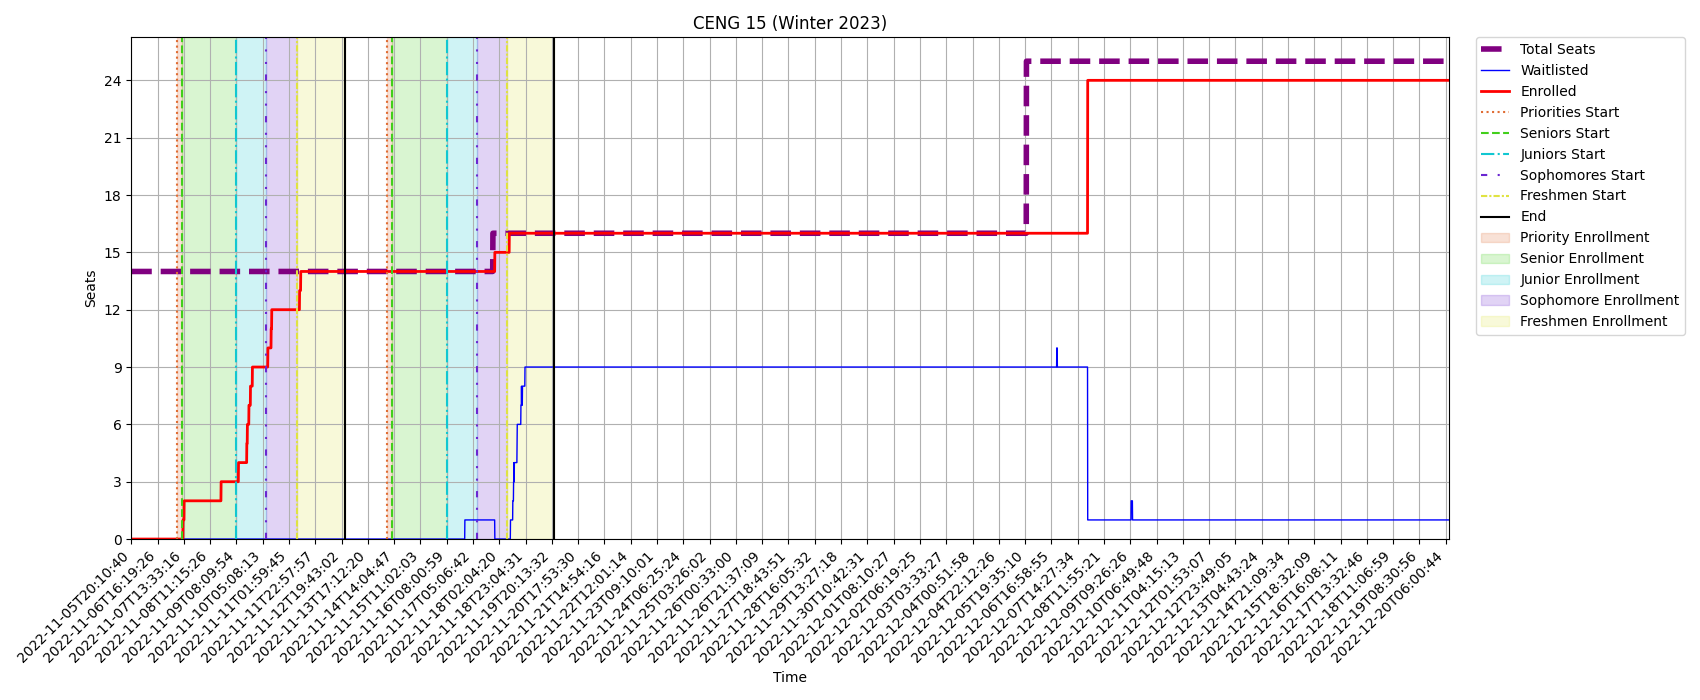 CENG 15 (Winter 2023)
24
21
18
15
12
9
6
3
0
Seats
2022-11-05T20:10:40
2022-11-06T16:19:26
2022-11-07T13:33:16
2022-11-08T11:15:26
2022-11-09T08:09:54
2022-11-10T05:08:13
2022-11-11T01:59:45
2022-11-11T22:57:57
2022-11-12T19:43:02
2022-11-13T17:12:20
2022-11-14T14:04:47
2022-11-15T11:02:03
2022-11-16T08:00:59
2022-11-17T05:06:42
2022-11-18T02:04:20
2022-11-18T23:04:31
2022-11-19T20:13:32
2022-11-20T17:53:30
2022-11-21T14:54:16
2022-11-22T12:01:14
2022-11-23T09:10:01
2022-11-24T06:25:24
2022-11-25T03:26:02
2022-11-26T00:33:00
2022-11-26T21:37:09
2022-11-27T18:43:51
2022-11-28T16:05:32
2022-11-29T13:27:18
2022-11-30T10:42:31
2022-12-01T08:10:27
2022-12-02T06:19:25
2022-12-03T03:33:27
2022-12-04T00:51:58
2022-12-04T22:12:26
2022-12-05T19:35:10
2022-12-06T16:58:55
2022-12-07T14:27:34
2022-12-08T11:55:21
2022-12-09T09:26:26
2022-12-10T06:49:48
2022-12-11T04:15:13
2022-12-12T01:53:07
2022-12-12T23:49:05
2022-12-13T04:43:24
2022-12-14T21:09:34
2022-12-15T18:32:09
2022-12-16T16:08:11
2022-12-17T13:32:46
2022-12-18T11:06:59
2022-12-19T08:30:56
2022-12-20T06:00:44
Time
Total Seats
Waitlisted
Enrolled
Priorities Start
Seniors Start
Juniors Start
Sophomores Start
Freshmen Start
End
Priority Enrollment
Senior Enrollment
Junior Enrollment
Sophomore Enrollment
Freshmen Enrollment